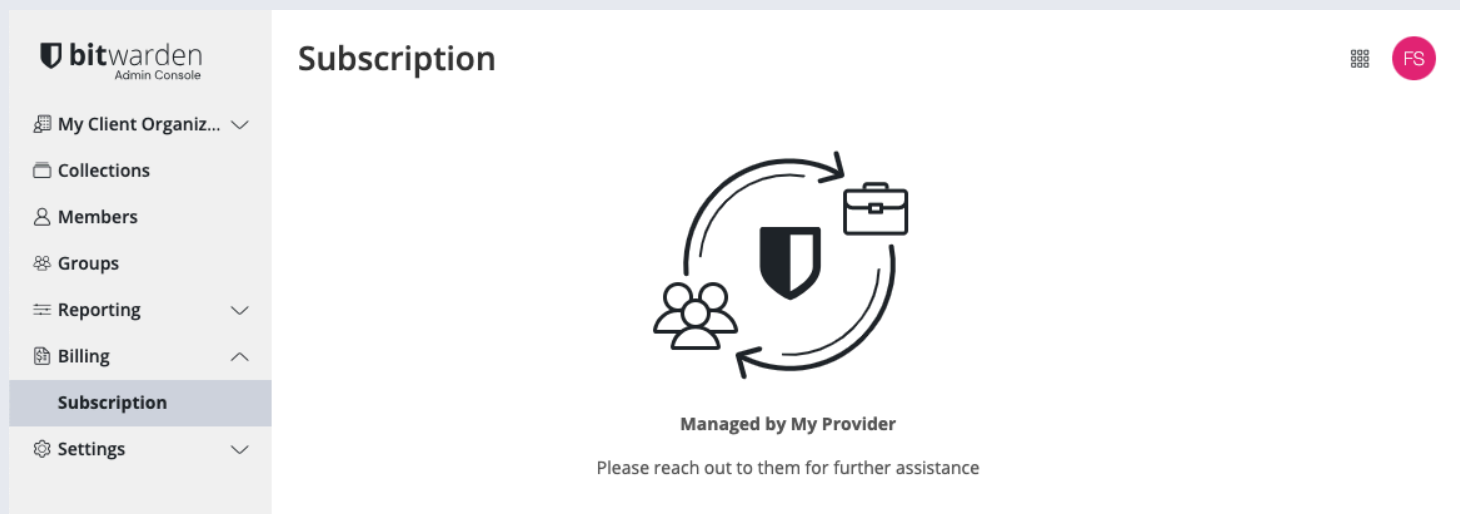 bitwarden
Admin Console
My Client Organiz...
Collections
Members
Groups
Reporting
Billing
Subscription
Settings
Subscription
FS
Managed by My Provider
Please reach out to them for further assistance